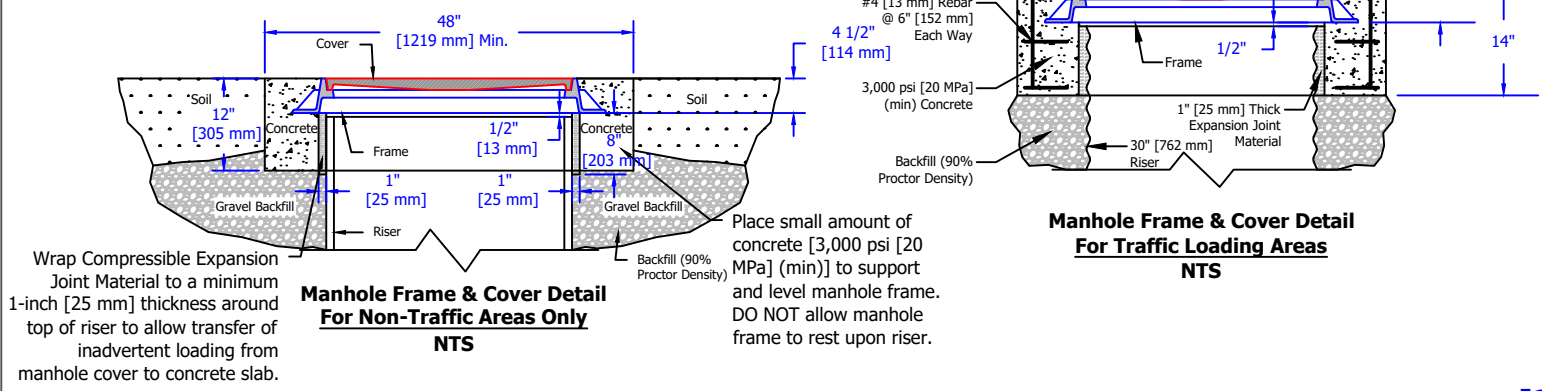 48"
[1219 mm] Min.
Cover
4 1/2"
[114 mm]
Soil
12"
[305 mm]
Concrete
Frame
1/2"
[13 mm]
Concrete
8"
[203 mm]
Soil
1"
[25 mm]
1"
[25 mm]
Gravel Backfill
Gravel Backfill
Riser
Backfill (90%
Proctor Density)
Wrap Compressible Expansion
Joint Material to a minimum
1-inch [25 mm] thickness around
top of riser to allow transfer of
inadvertent loading from
manhole cover to concrete slab.
Manhole Frame & Cover Detail
For Non-Traffic Areas Only
NTS
Place small amount of
concrete [3,000 psi [20
MPa] (min)] to support
and level manhole frame.
DO NOT allow manhole
frame to rest upon riser.
#4 [13 mm] Rebar
@ 6" [152 mm]
Each Way
1/2"
14"
Frame
3,000 psi [20 MPa]
(min) Concrete
1" [25 mm] Thick
Expansion Joint
Material
30" [762 mm]
Riser
Backfill (90%
Proctor Density)
Manhole Frame & Cover Detail
For Traffic Loading Areas
NTS